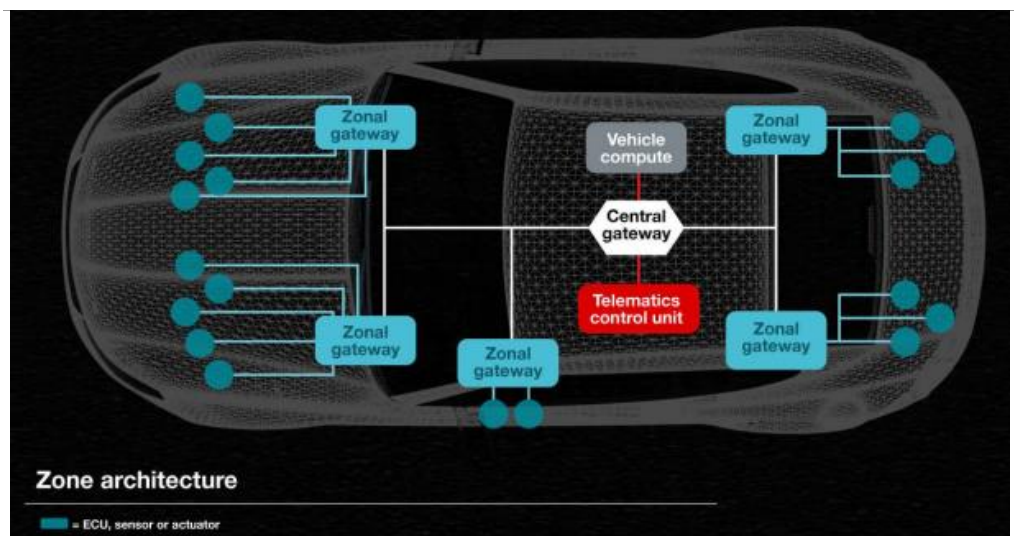 Zonal
gateway
Zonal
gateway
Vehicle
compute
Central
gateway
Telematics
control unit
Zonal
gateway
Zonal
gateway
Zonal
gateway
Zone architecture
= ECU, sensor or actuator